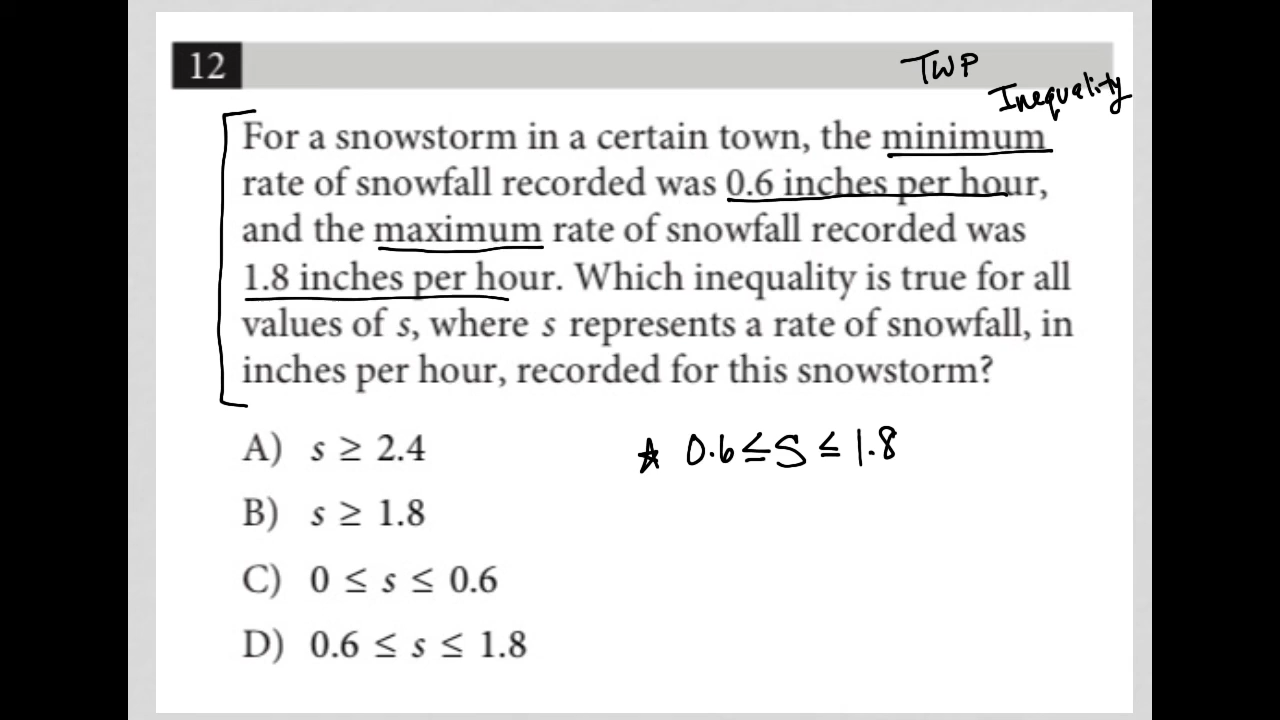 12
TWP
Inequality
For a snowstorm in a certain town, the minimum
rate of snowfall recorded was 0.6 inches per hour,
and the maximum rate of snowfall recorded was
1.8 inches per hour. Which inequality is true for all
values of s, where s represents a rate of snowfall, in
inches per hour, recorded for this snowstorm?
A) s ≥ 2.4
☆ 0.6 ≤ S ≤ 1.8
B) s ≥ 1.8
C) 0 ≤ s ≤ 0.6
D) 0.6 ≤ s ≤ 1.8